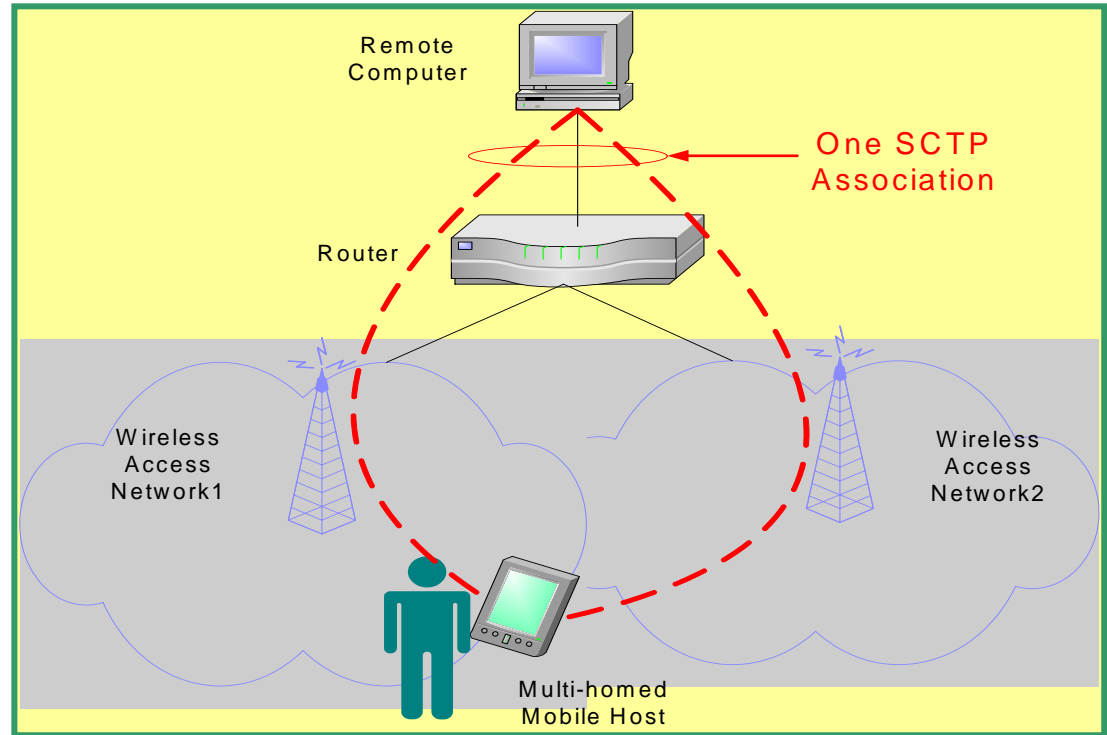 Remote
Computer
One SCTP
Association
Router
Wireless
Access
Network1
Wireless
Access
Network2
Multi-homed
Mobile Host